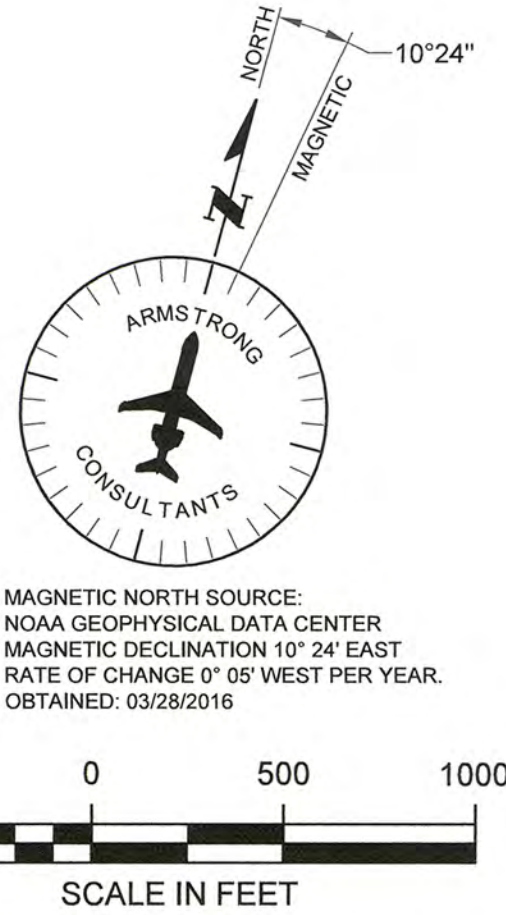 NORTH
10°24"
MAGNETIC
N
ARMSTRONG
CONSULTANTS
MAGNETIC NORTH SOURCE:
NOAA GEOPHYSICAL DATA CENTER
MAGNETIC DECLINATION 10° 24' EAST
RATE OF CHANGE 0° 05' WEST PER YEAR.
OBTAINED: 03/28/2016
0 500 1000
SCALE IN FEET